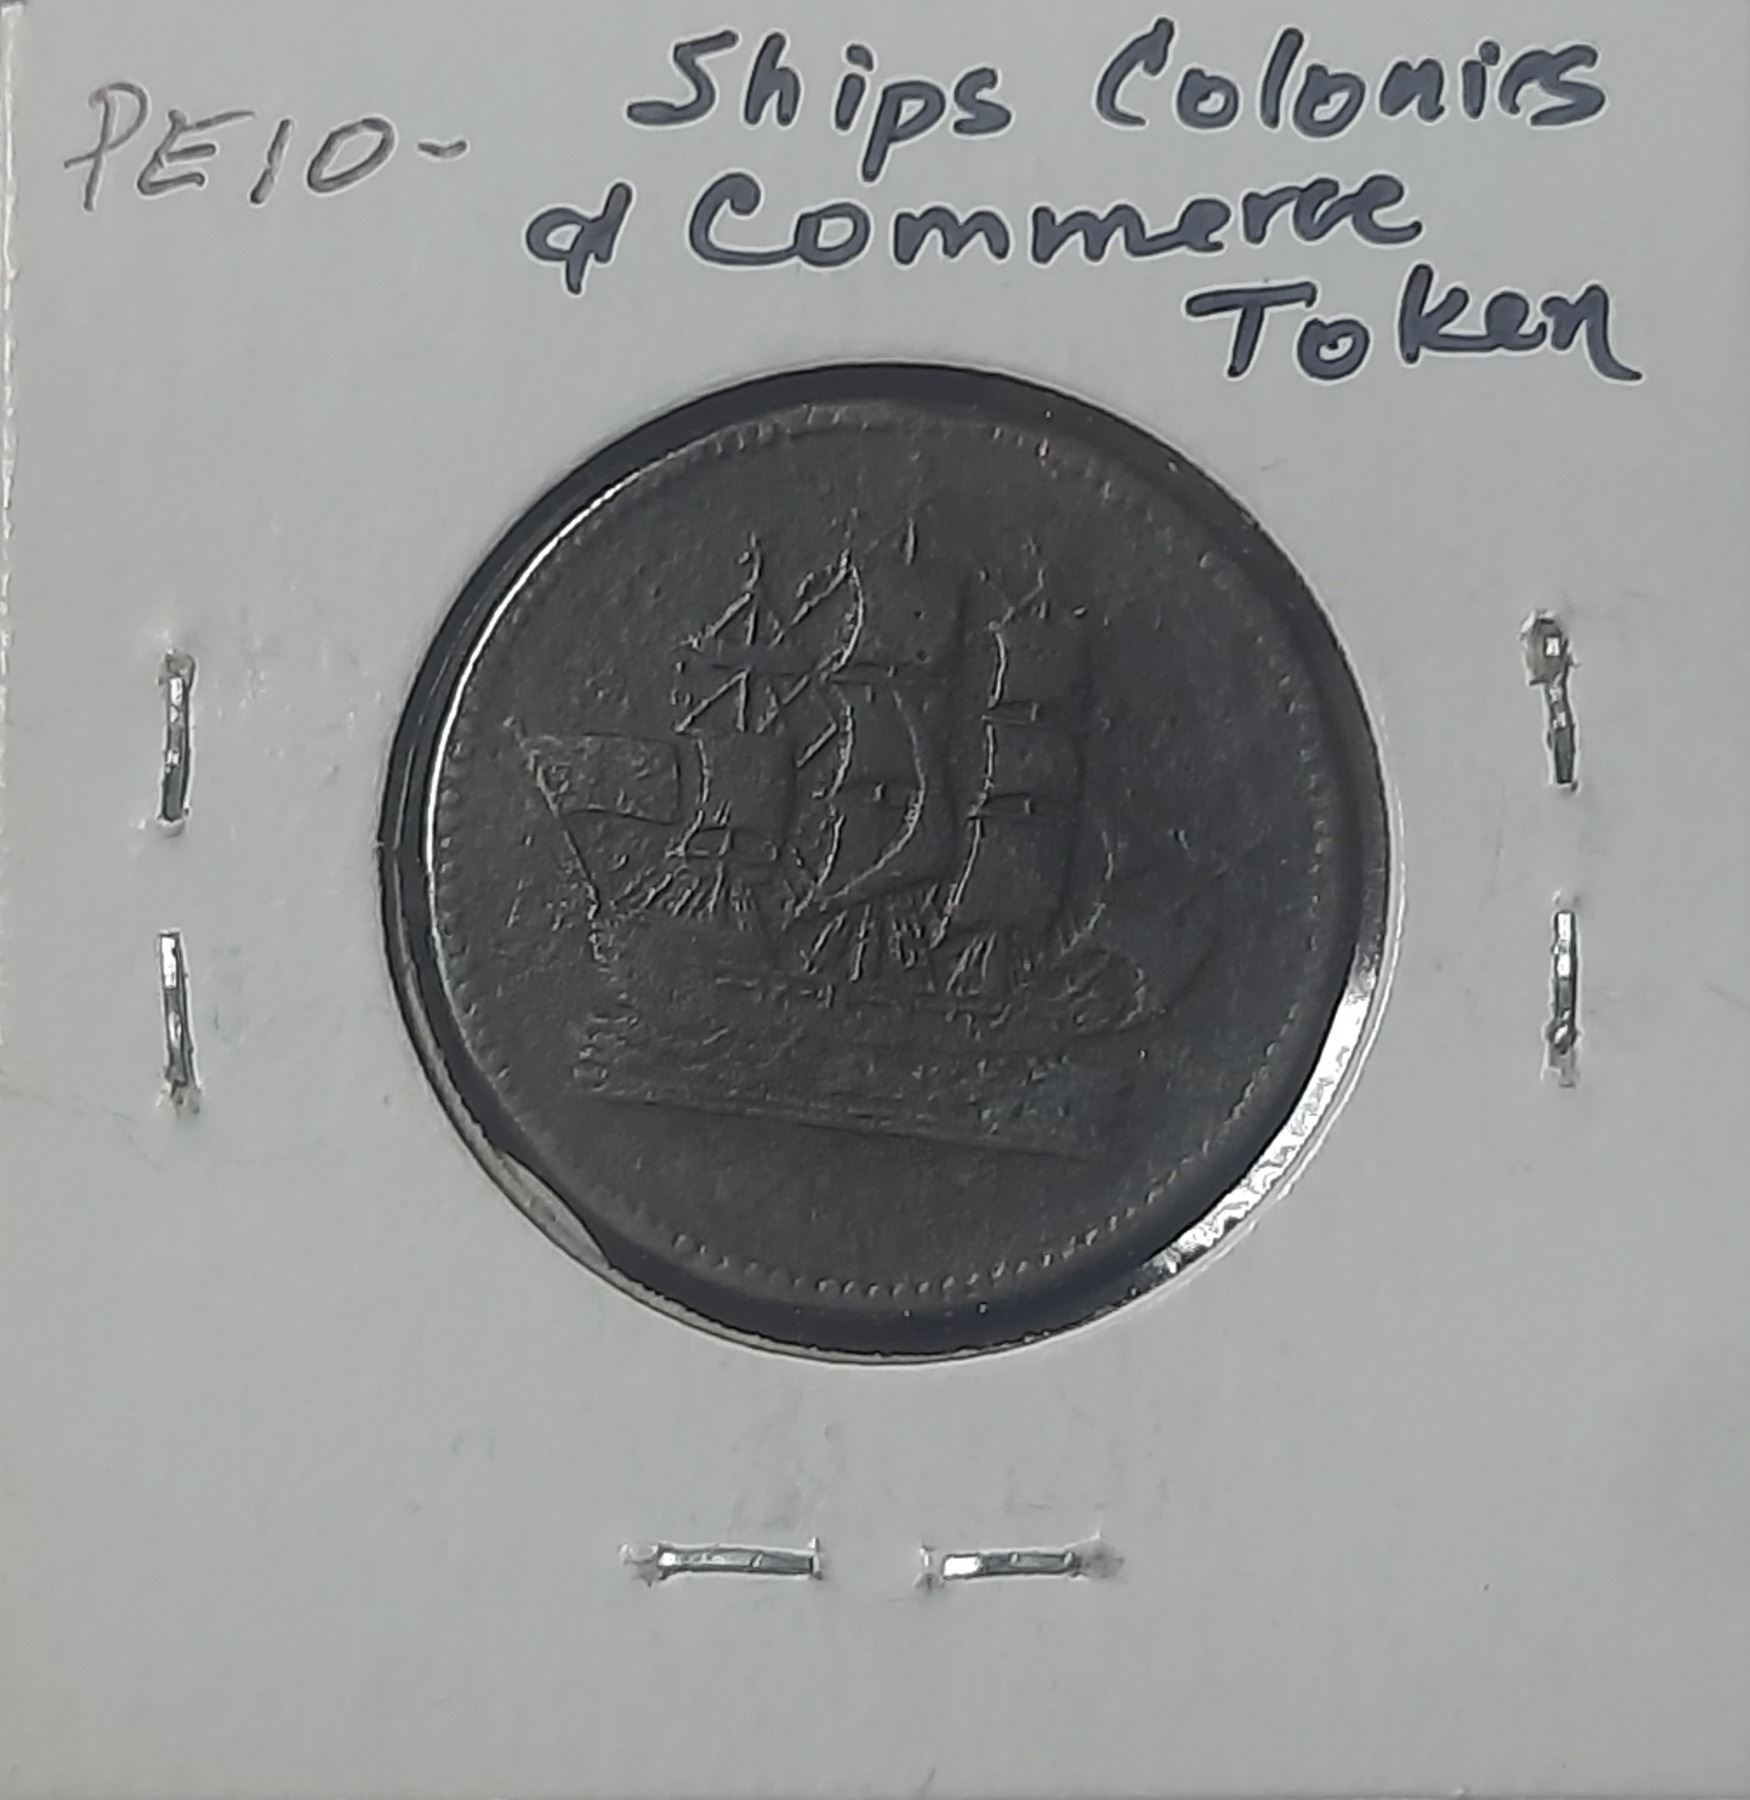 PE10-
Ships Colonies
& Commerce
Token